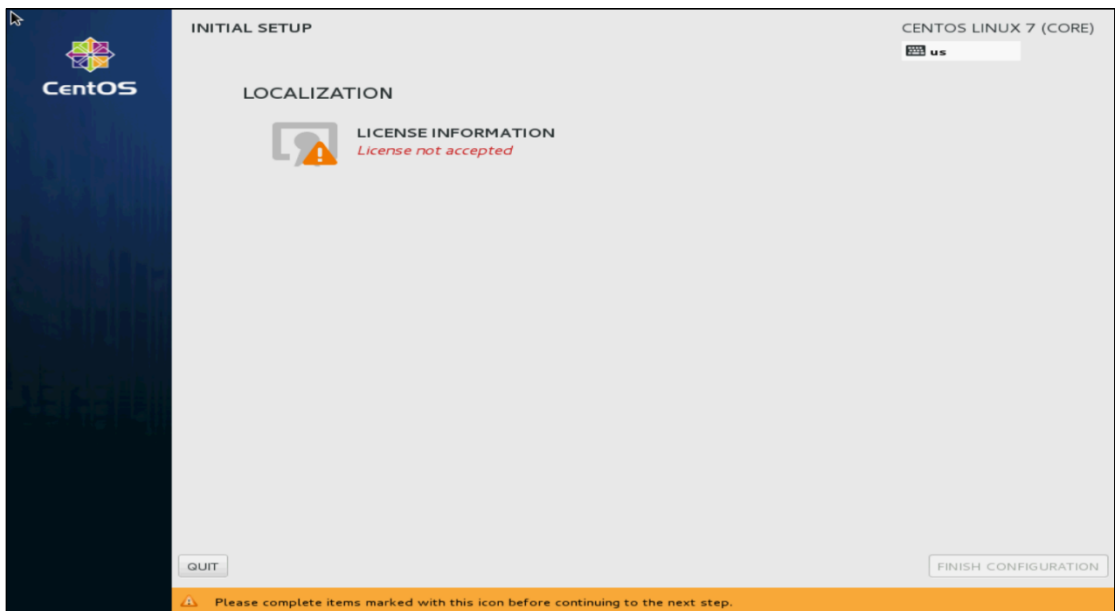 INITIAL SETUP
CENTOS LINUX 7 (CORE)
us
CentOS
LOCALIZATION
LICENSE INFORMATION
License not accepted
QUIT
FINISH CONFIGURATION
Please complete items marked with this icon before continuing to the next step.